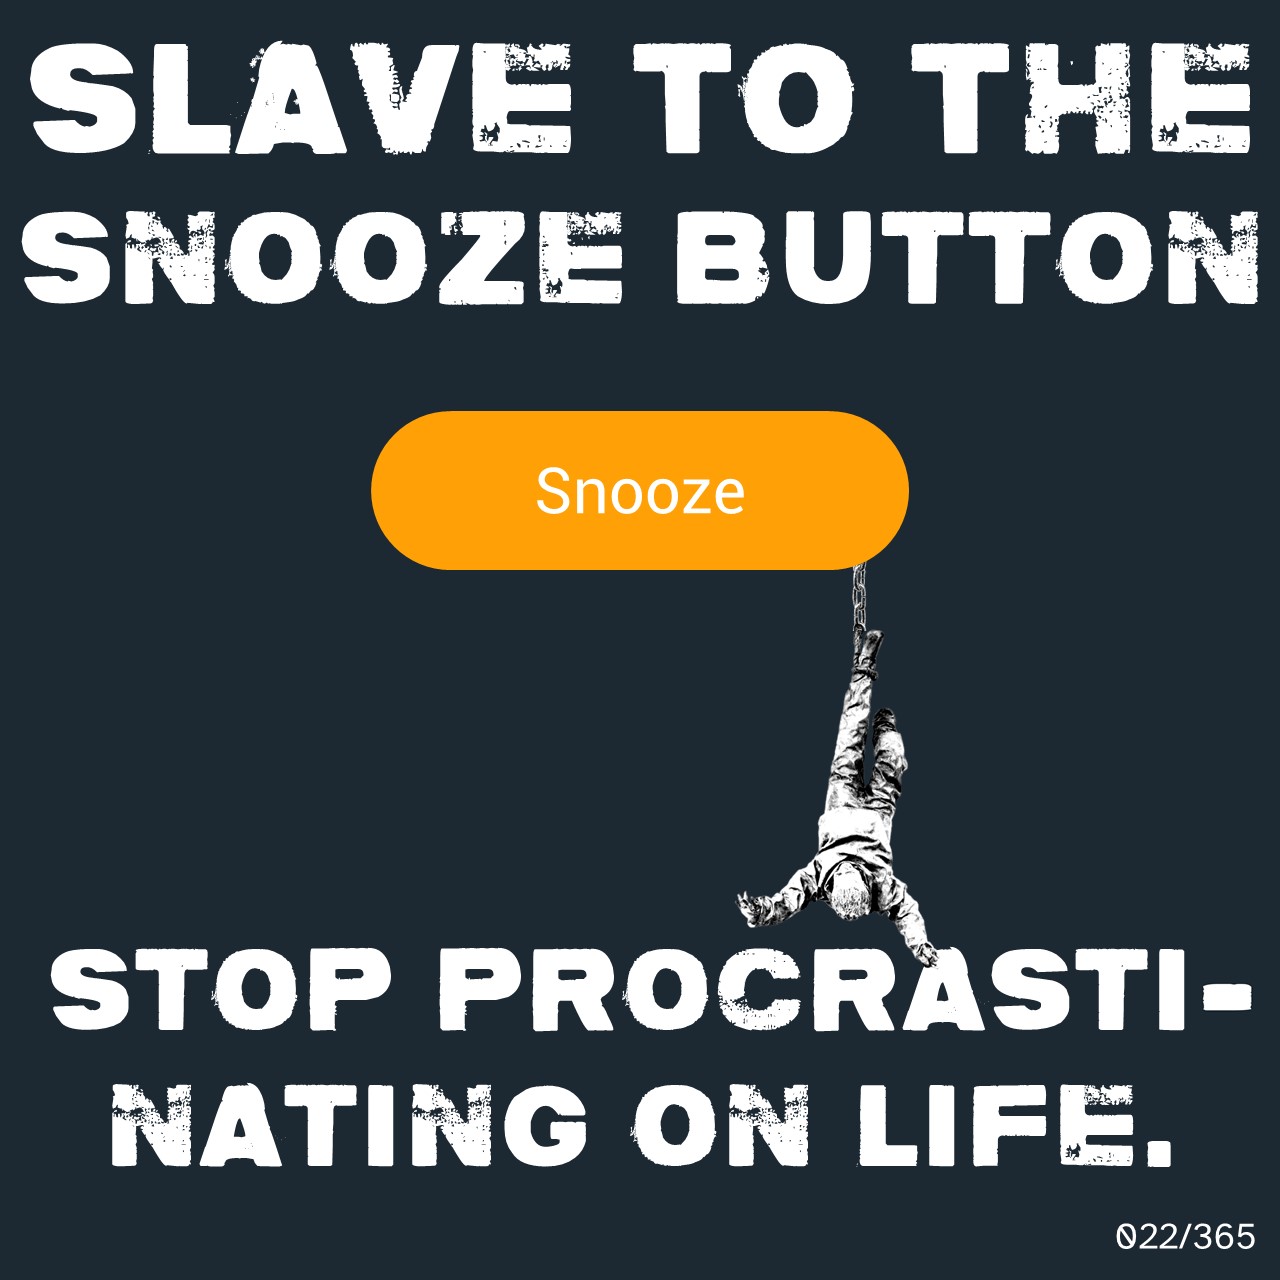 SLAVE TO THE
SNOOZE BUTTON
Snooze
STOP PROCRASTI-
NATING ON LIFE.
022/365